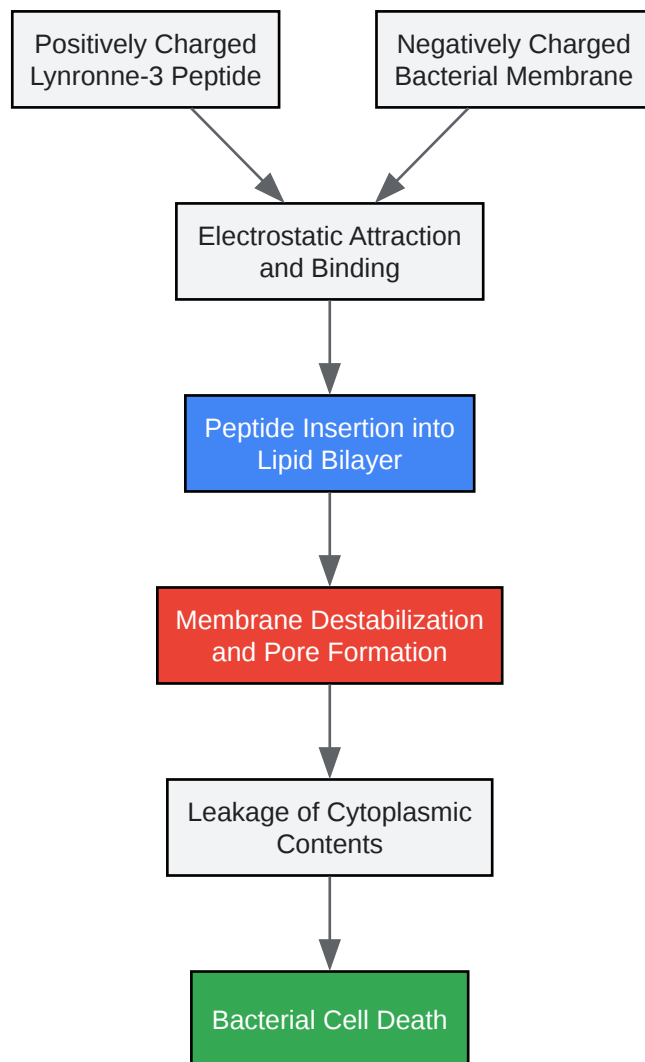 Positively Charged
Lynronne-3 Peptide
Negatively Charged
Bacterial Membrane
Electrostatic Attraction
and Binding
Peptide Insertion into
Lipid Bilayer
Membrane Destabilization
and Pore Formation
Leakage of Cytoplasmic
Contents
Bacterial Cell Death